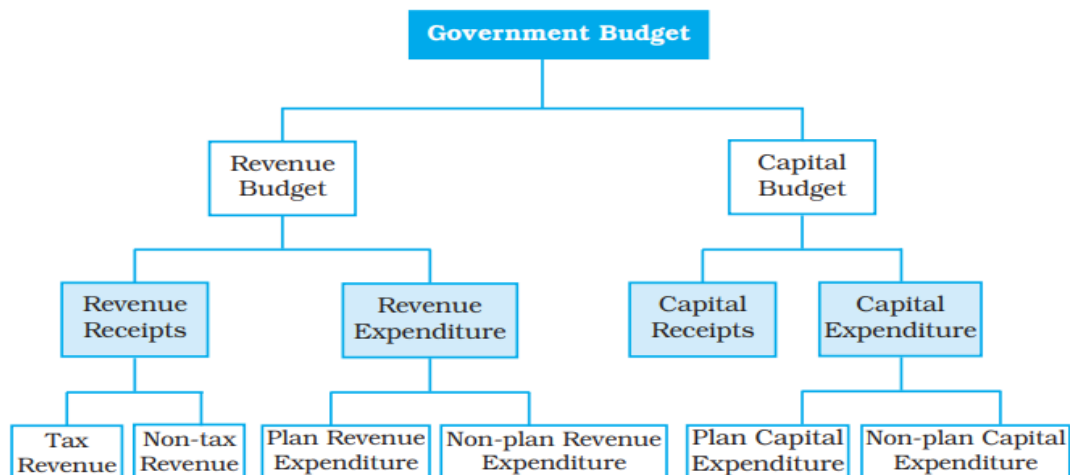 Government Budget
Revenue
Budget
Capital
Budget
Revenue
Receipts
Revenue
Expenditure
Capital
Receipts
Capital
Expenditure
Tax
Revenue
Non-tax
Revenue
Plan Revenue
Expenditure
Non-plan Revenue
Expenditure
Plan Capital
Expenditure
Non-plan Capital
Expenditure